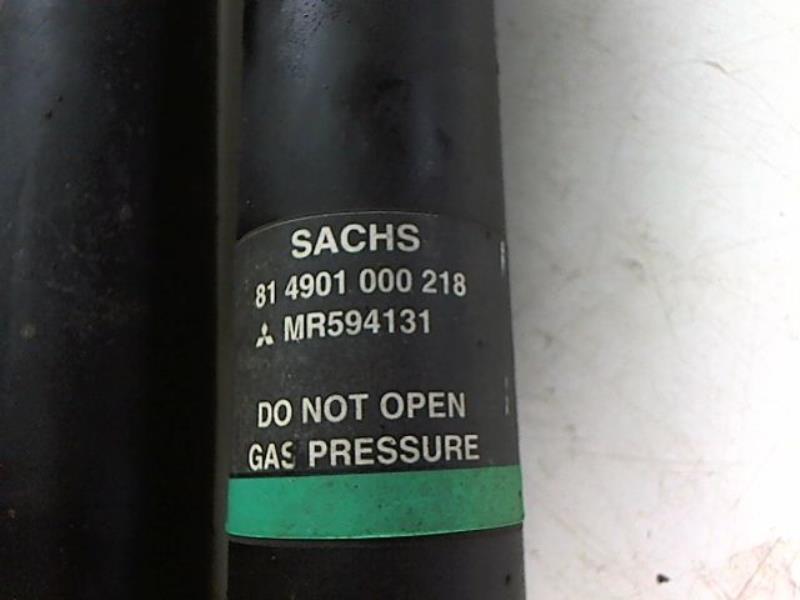 SACHS
81 4901 000 218
MR594131
DO NOT OPEN
GAS PRESSURE